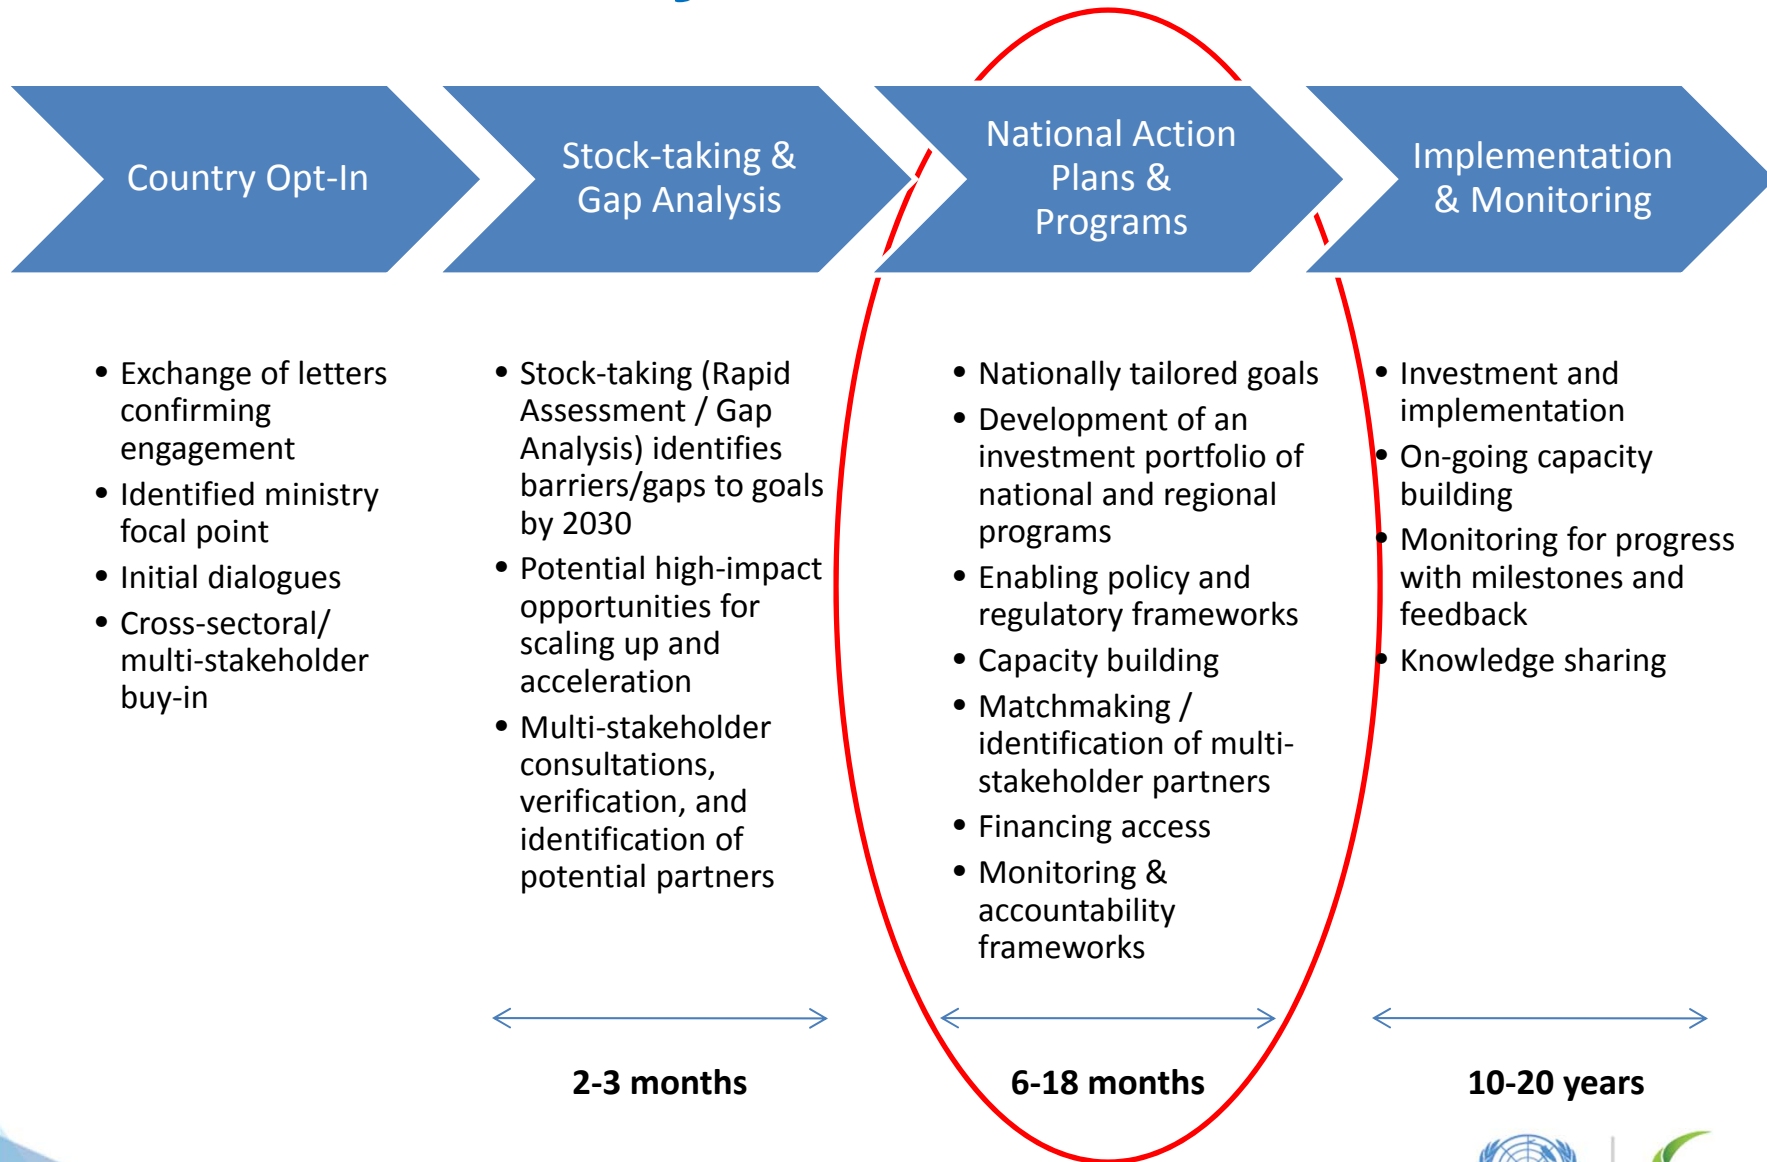 Country Opt-In
Stock-taking &
Gap Analysis
National Action
Plans &
Programs
Implementation
& Monitoring
• Exchange of letters
confirming
engagement
• Identified ministry
focal point
• Initial dialogues
• Cross-sectoral/
multi-stakeholder
buy-in
• Stock-taking (Rapid
Assessment / Gap
Analysis) identifies
barriers/gaps to goals
by 2030
• Potential high-impact
opportunities for
scaling up and
acceleration
• Multi-stakeholder
consultations,
verification, and
identification of
potential partners
• Nationally tailored goals
• Development of an
investment portfolio of
national and regional
programs
• Enabling policy and
regulatory frameworks
• Capacity building
• Matchmaking /
identification of multi-
stakeholder partners
• Financing access
• Monitoring &
accountability
frameworks
• Investment and
implementation
• On-going capacity
building
• Monitoring for progress
with milestones and
feedback
• Knowledge sharing
2-3 months
6-18 months
10-20 years